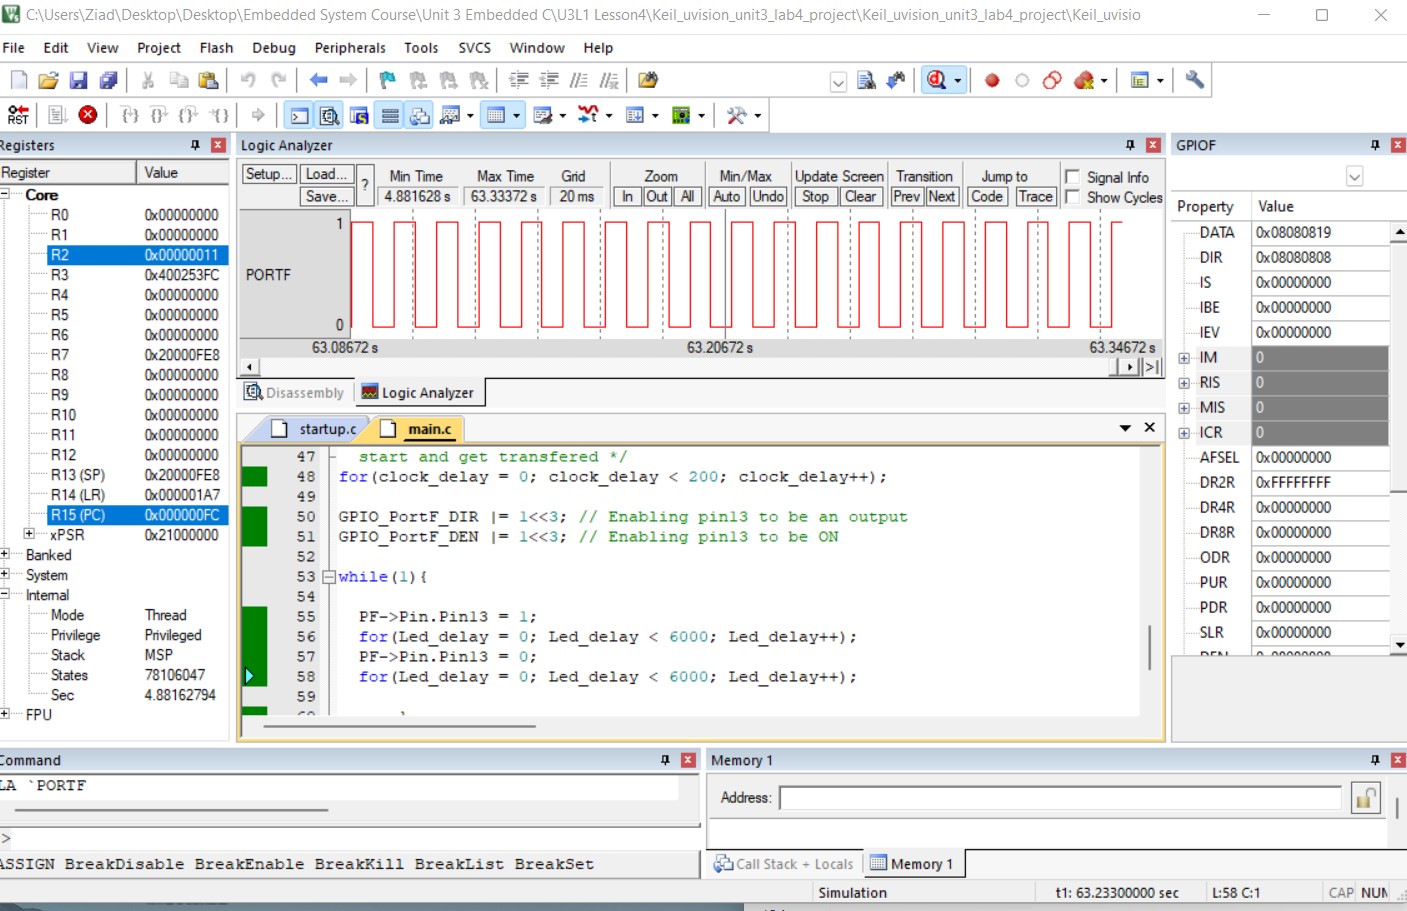 C:\Users\Ziad\Desktop\Desktop\Embedded System Course\Unit 3 Embedded C\U3L1 Lesson4\Keil_uvision_unit3_lab4_project\Keil_uvision_unit3_lab4_project\Keil_uvisio
File Edit View Project Flash Debug Peripherals Tools SVCS Window Help
RST
Registers
Register Value
Core
R0 0x00000000
R1 0x00000000
R2 0x00000011
R3 0x400253FC
R4 0x00000000
R5 0x00000000
R6 0x00000000
R7 0x20000FE8
R8 0x00000000
R9 0x00000000
R10 0x00000000
R11 0x00000000
R12 0x00000000
R13 (SP) 0x20000FE8
R14 (LR) 0x000001A7
R15 (PC) 0x000000FC
xPSR 0x21000000
Banked
System
Internal
Mode Thread
Privilege Privileged
Stack MSP
States 78106047
Sec 4.88162794
FPU
Logic Analyzer
Setup... Load... ? Min Time Max Time Grid Zoom Min/Max Update Screen Transition Jump to Signal Info
Save... 4.881628 s 63.33372 s 20 ms In Out All Auto Undo Stop Clear Prev Next Code Trace Show Cycles
1
PORTF
0
63.08672 s 63.20672 s 63.34672 s
Disassembly Logic Analyzer
startup.c main.c
47 start and get transfered */
48 for(clock_delay = 0; clock_delay < 200; clock_delay++);
49
50 GPIO_PortF_DIR |= 1<<3; // Enabling pin13 to be an output
51 GPIO_PortF_DEN |= 1<<3; // Enabling pin13 to be ON
52
53 while(1){
54
55 PF->Pin.Pin13 = 1;
56 for(Led_delay = 0; Led_delay < 6000; Led_delay++);
57 PF->Pin.Pin13 = 0;
58 for(Led_delay = 0; Led_delay < 6000; Led_delay++);
59
GPIOF
Property Value
DATA 0x08080819
DIR 0x08080808
IS 0x00000000
IBE 0x00000000
IEV 0x00000000
IM 0
RIS 0
MIS 0
ICR 0
AFSEL 0x00000000
DR2R 0xFFFFFFFF
DR4R 0x00000000
DR8R 0x00000000
ODR 0x00000000
PUR 0x00000000
PDR 0x00000000
SLR 0x00000000
Command
LA `PORTF
>
ASSIGN BreakDisable BreakEnable BreakKill BreakList BreakSet
Memory 1
Address:
Call Stack + Locals Memory 1
Simulation t1: 63.23300000 sec L:58 C:1 CAP NUM